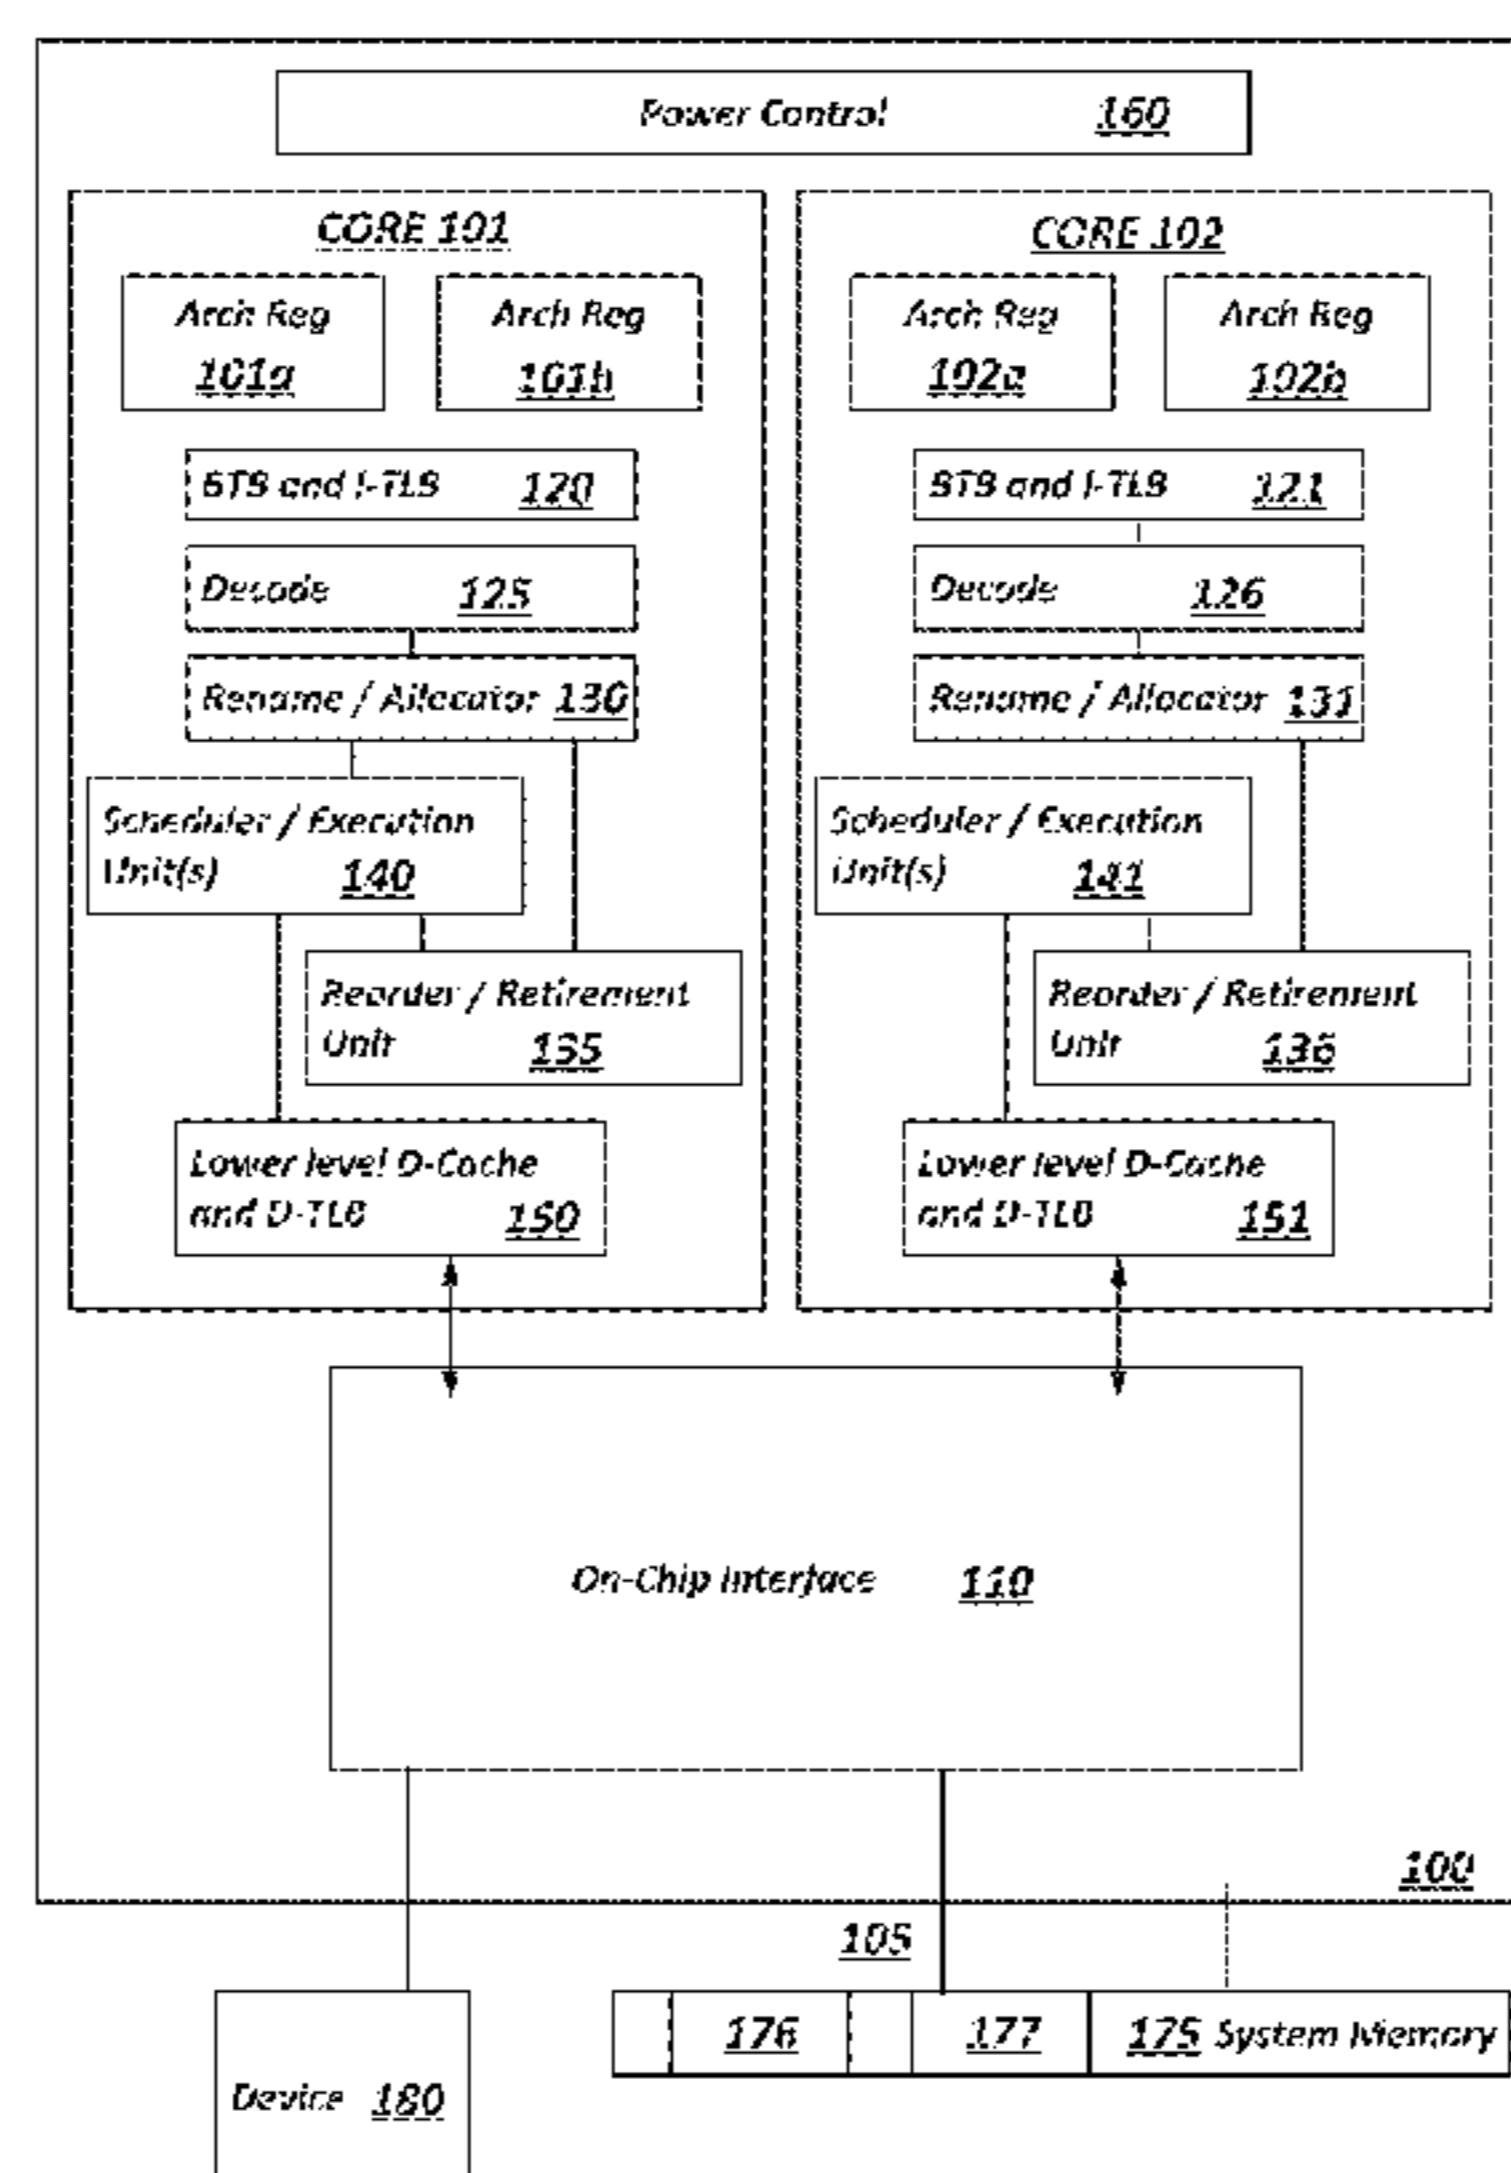 Power Control 160
CORE 101
Arch Reg
101a
Arch Reg
101b
BTB and I-TLB 120
Decode 125
Rename / Allocator 130
Scheduler / Execution
Unit(s) 140
Reorder / Retirement
Unit 135
Lower level D-Cache
and D-TLB 150
CORE 102
Arch Reg
102a
Arch Reg
102b
BTB and I-TLB 121
Decode 126
Rename / Allocator 131
Scheduler / Execution
Unit(s) 141
Reorder / Retirement
Unit 136
Lower level D-Cache
and D-TLB 151
On-Chip Interface 110
100
105
176 177 175 System Memory
Device 180